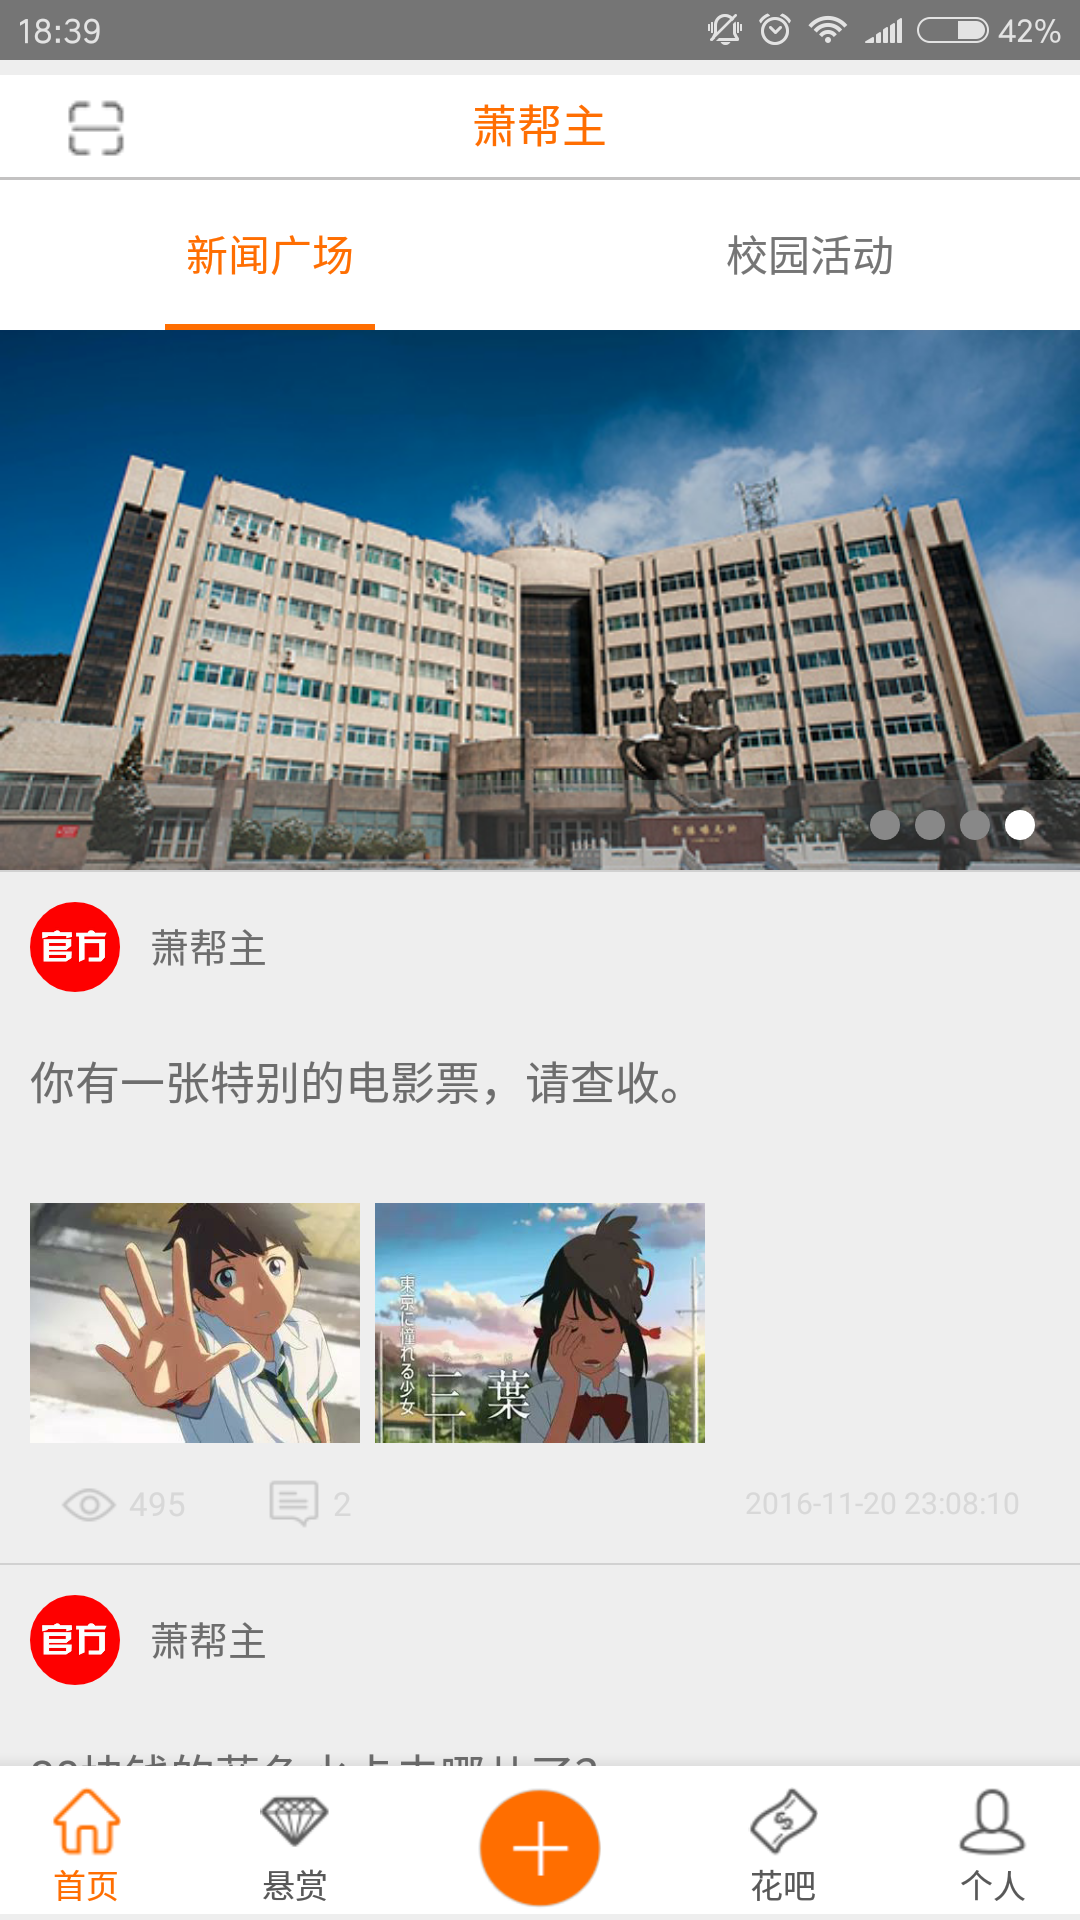 18:39
42%
萧帮主
新闻广场
校园活动
官方
萧帮主
你有一张特别的电影票，请查收。
東京に憧れる少女
三葉
495
2
2016-11-20 23:08:10
官方
萧帮主
首页
悬赏
花吧
个人